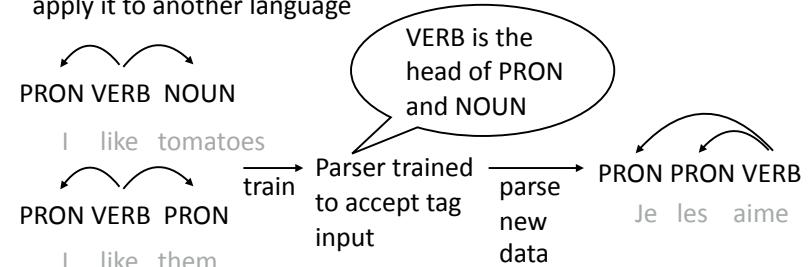 apply it to another language
VERB is the
head of PRON
and NOUN
PRON VERB NOUN
I like tomatoes
PRON VERB PRON
I like them
train
Parser trained
to accept tag
input
parse
new
data
PRON PRON VERB
Je les aime